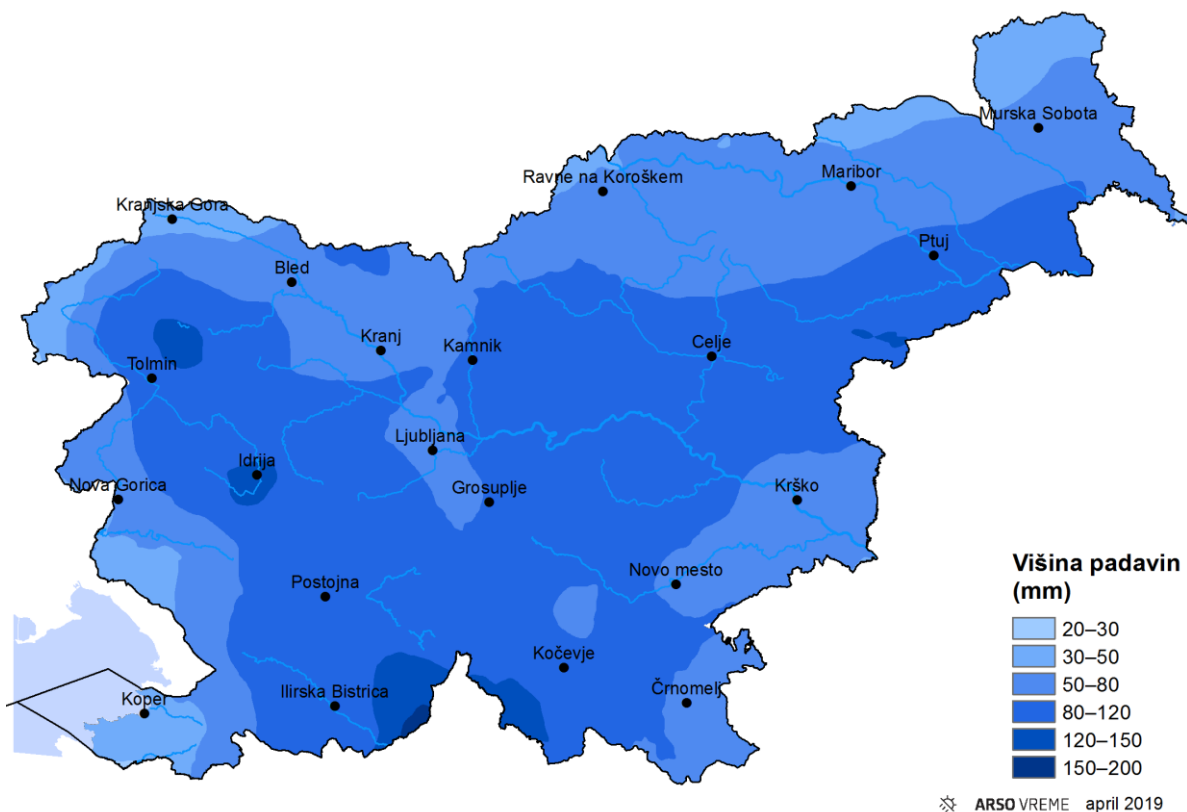 Murska Sobota
Ravne na Koroškem
Maribor
Kranjska Gora
Ptuj
Bled
Kranj
Kamnik
Celje
Tolmin
Ljubljana
Idrija
Nova Gorica
Grosuplje
Krško
Postojna
Novo mesto
Kočevje
Koper
Ilirska Bistrica
Črnomelj
Višina padavin
(mm)
20–30
30–50
50–80
80–120
120–150
150–200
ARSO VREME april 2019